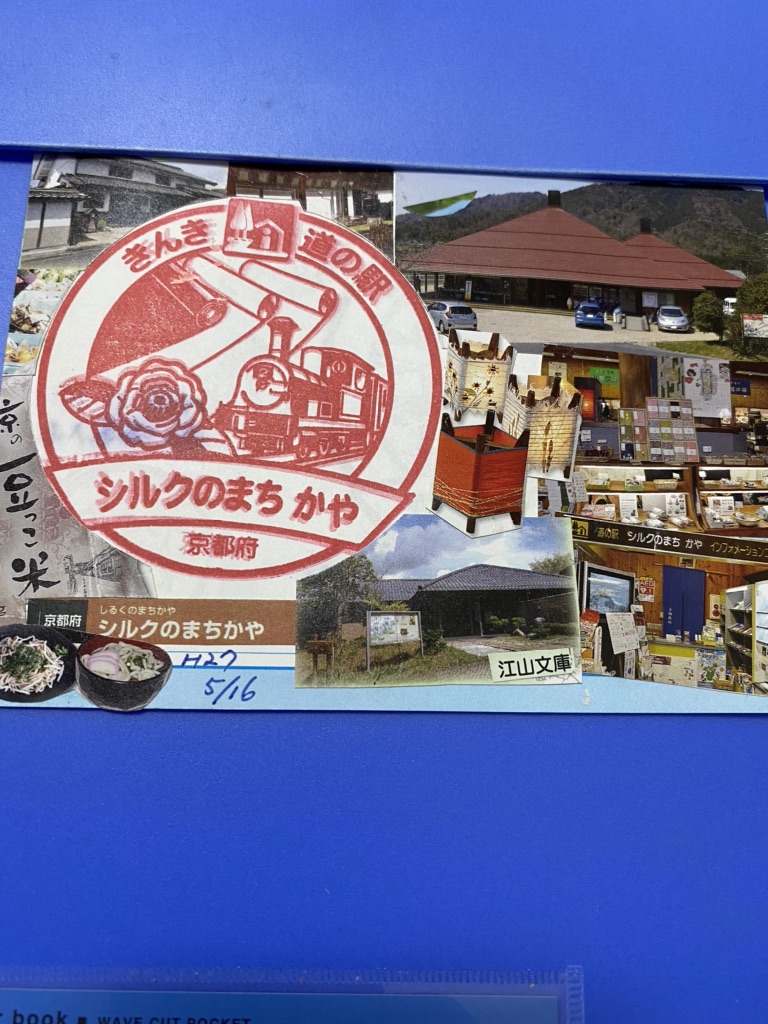 きんき 道の駅
シルクのまち かや
京都府
京の
豆っこ米
京都府
しるくのまちかや
シルクのまちかや
H27
5/16
江山文庫
道の駅 シルクのまち かや インフォメーション
AED
book ■ WAVE CUT POCKET